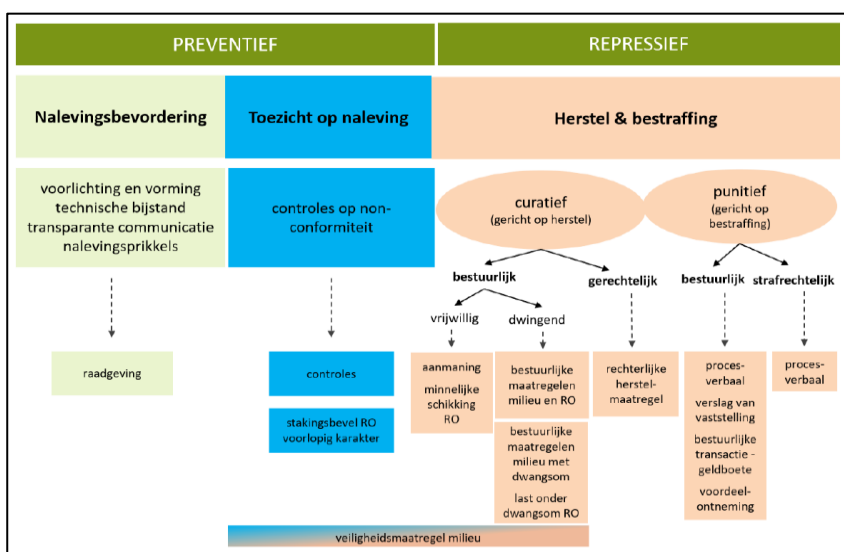 PREVENTIEF
REPRESSIEF
Nalevingsbevordering
Toezicht op naleving
Herstel & bestraffing
voorlichting en vorming
technische bijstand
transparante communicatie
nalevingsprikkels
controles op non-
conformiteit
curatief
(gericht op herstel)
punitief
(gericht op
bestraffing)
bestuurlijk
gerechtelijk
bestuurlijk
strafrechtelijk
vrijwillig
dwingend
raadgeving
controles
stakingsbevel RO
voorlopig karakter
aanmaning
minnelijke
schikking
RO
bestuurlijke
maatregelen
milieu en RO
bestuurlijke
maatregelen
milieu met
dwangsom
last onder
dwangsom RO
rechterlijke
herstel-
maatregel
proces-
verbaal
verslag van
vaststelling
bestuurlijke
transactie -
geldboete
voordeel-
ontneming
proces-
verbaal
veiligheidsmaatregel milieu